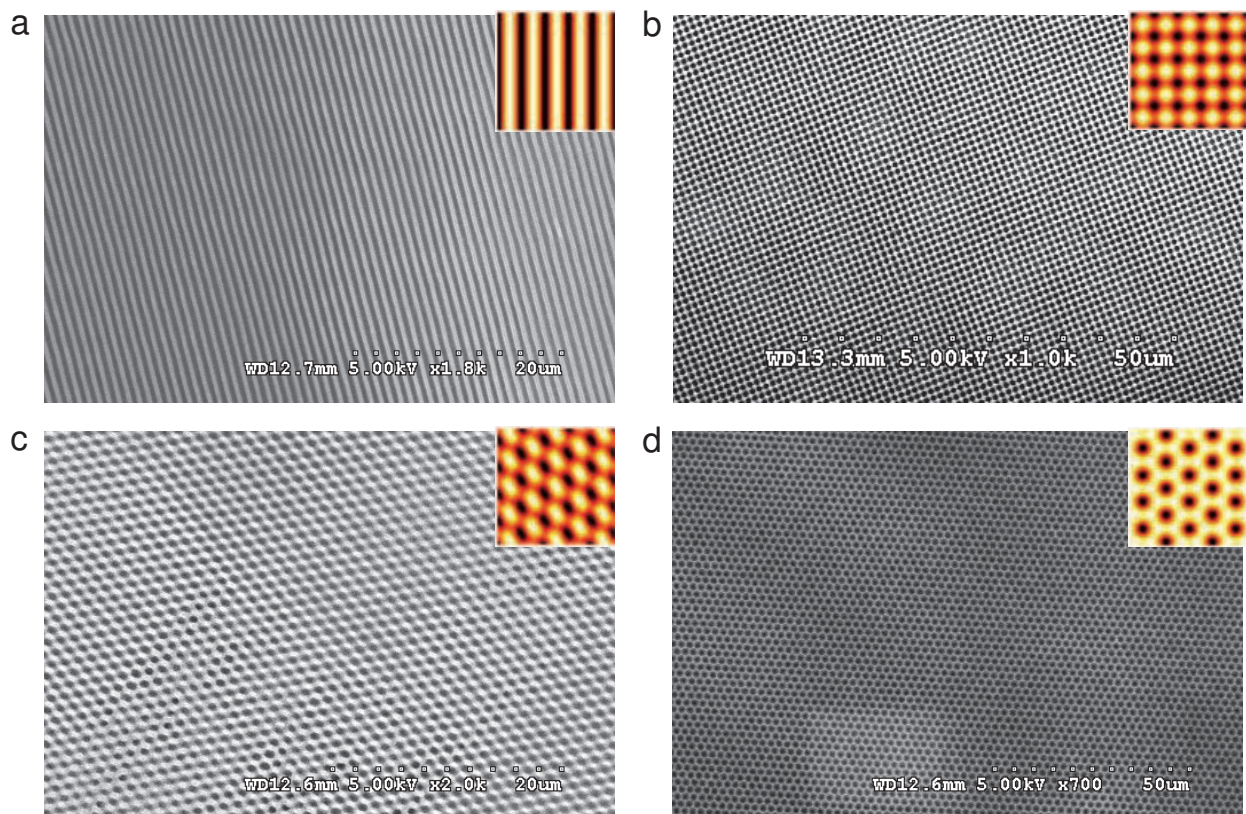 a
b
WD12.7mm 5.00kV x1.8k 20um
WD13.3mm 5.00kV x1.0k 50um
c
d
WD12.6mm 5.00kV x2.0k 20um
WD12.6mm 5.00kV x700 50um